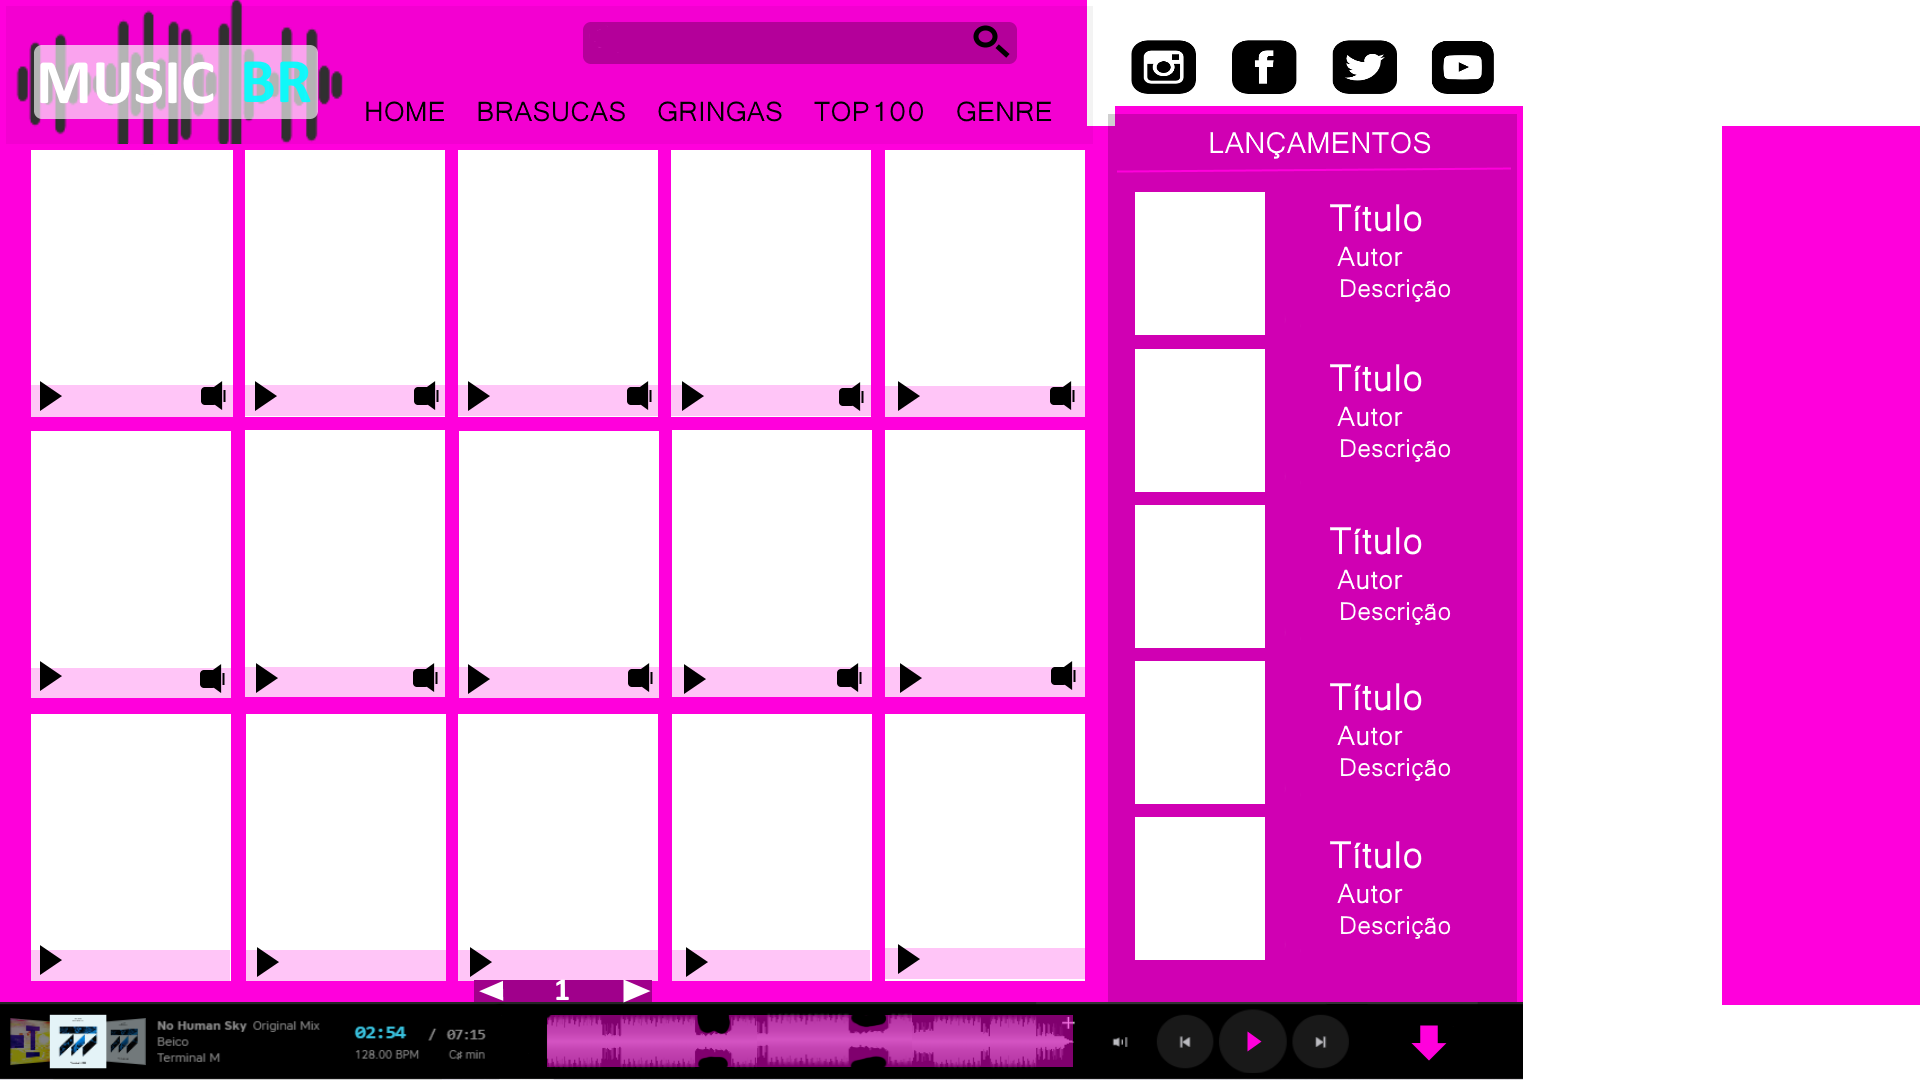 MUSIC BR
HOME BRASUCAS GRINGAS TOP100 GENRE
LANÇAMENTOS
Título
Autor
Descrição
Título
Autor
Descrição
Título
Autor
Descrição
Título
Autor
Descrição
Título
Autor
Descrição
1
No Human Sky Original Mix
Beico
Terminal M
02:54 / 07:15
128.00 BPM C♯ min